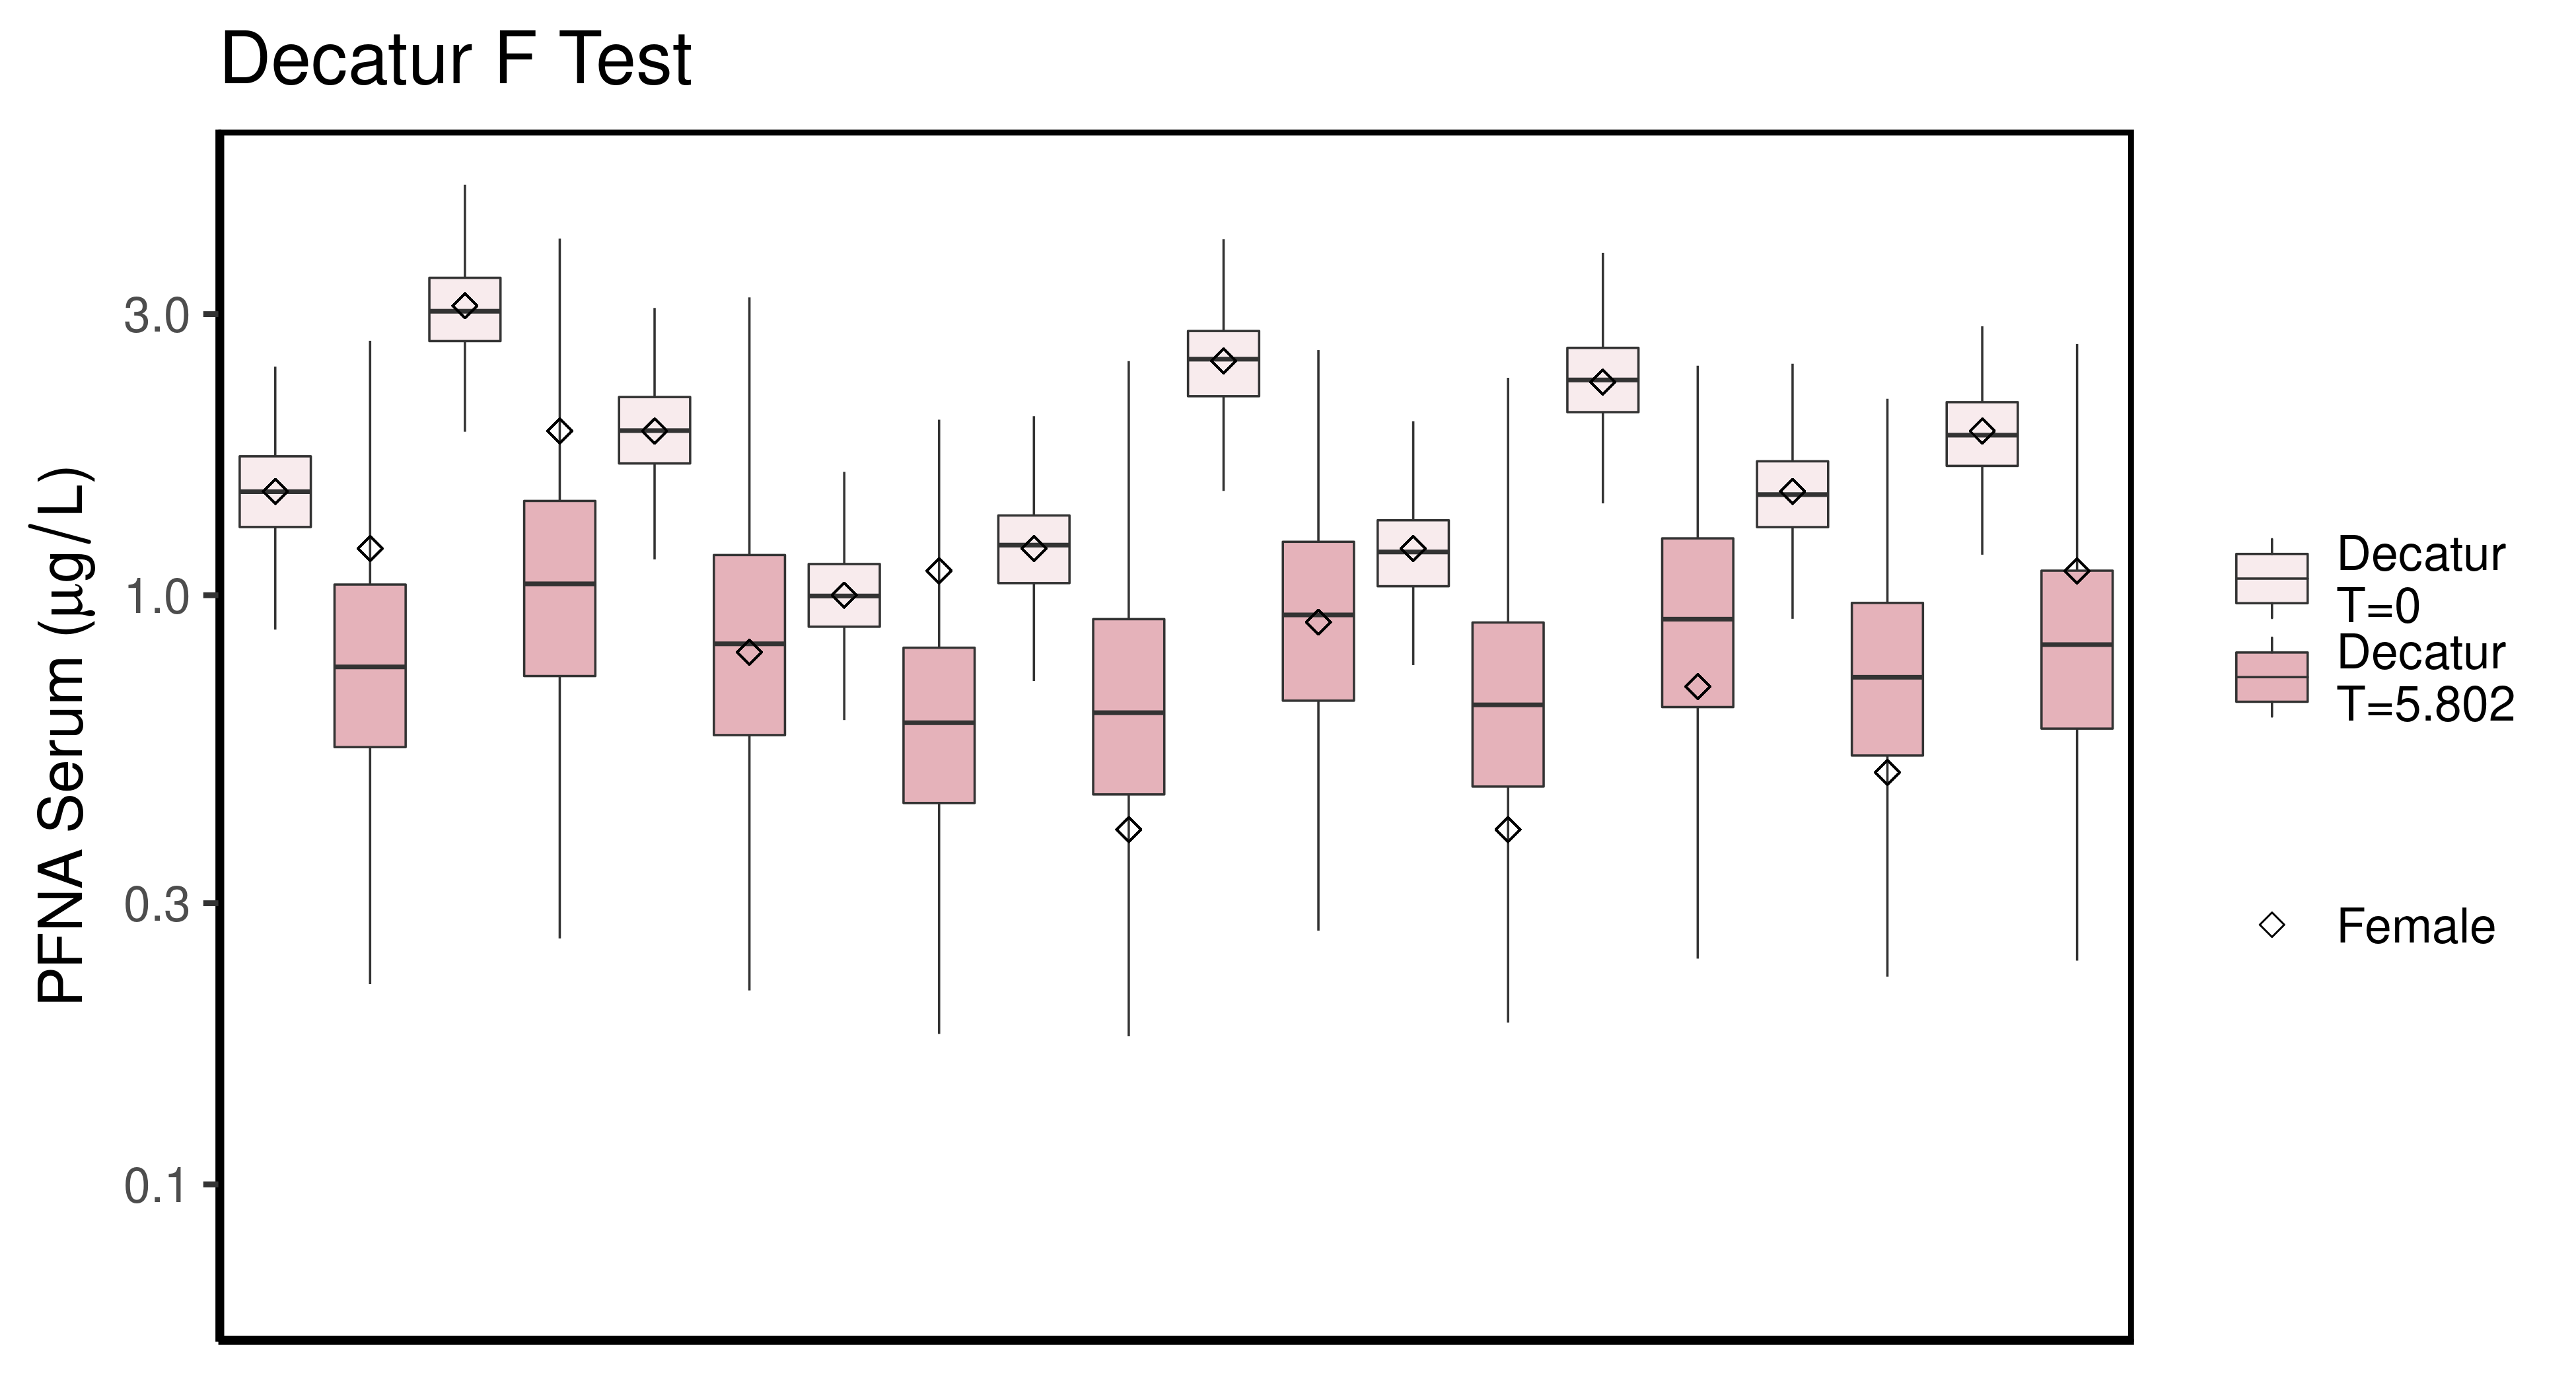 Decatur F Test
PFNA Serum (μg/L)
3.0
1.0
0.3
0.1
Decatur
T=0
Decatur
T=5.802
Female